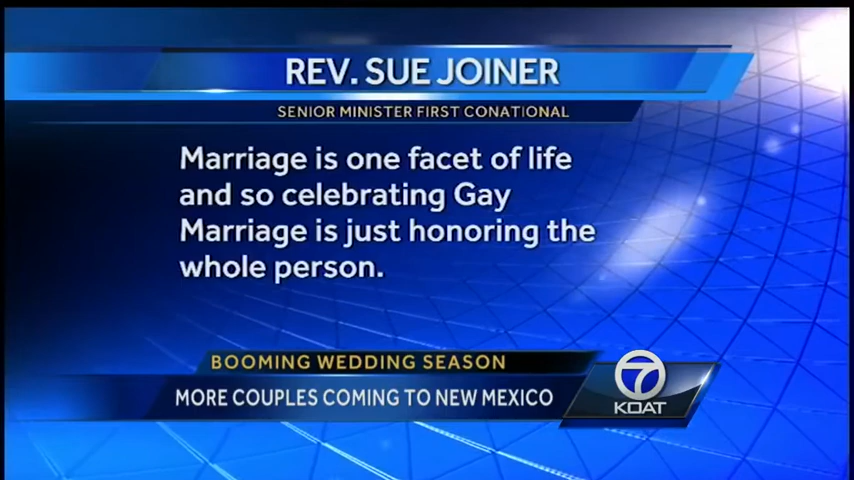 REV. SUE JOINER
SENIOR MINISTER FIRST CONATIONAL
Marriage is one facet of life
and so celebrating Gay
Marriage is just honoring the
whole person.
BOOMING WEDDING SEASON
MORE COUPLES COMING TO NEW MEXICO
7
KOAT